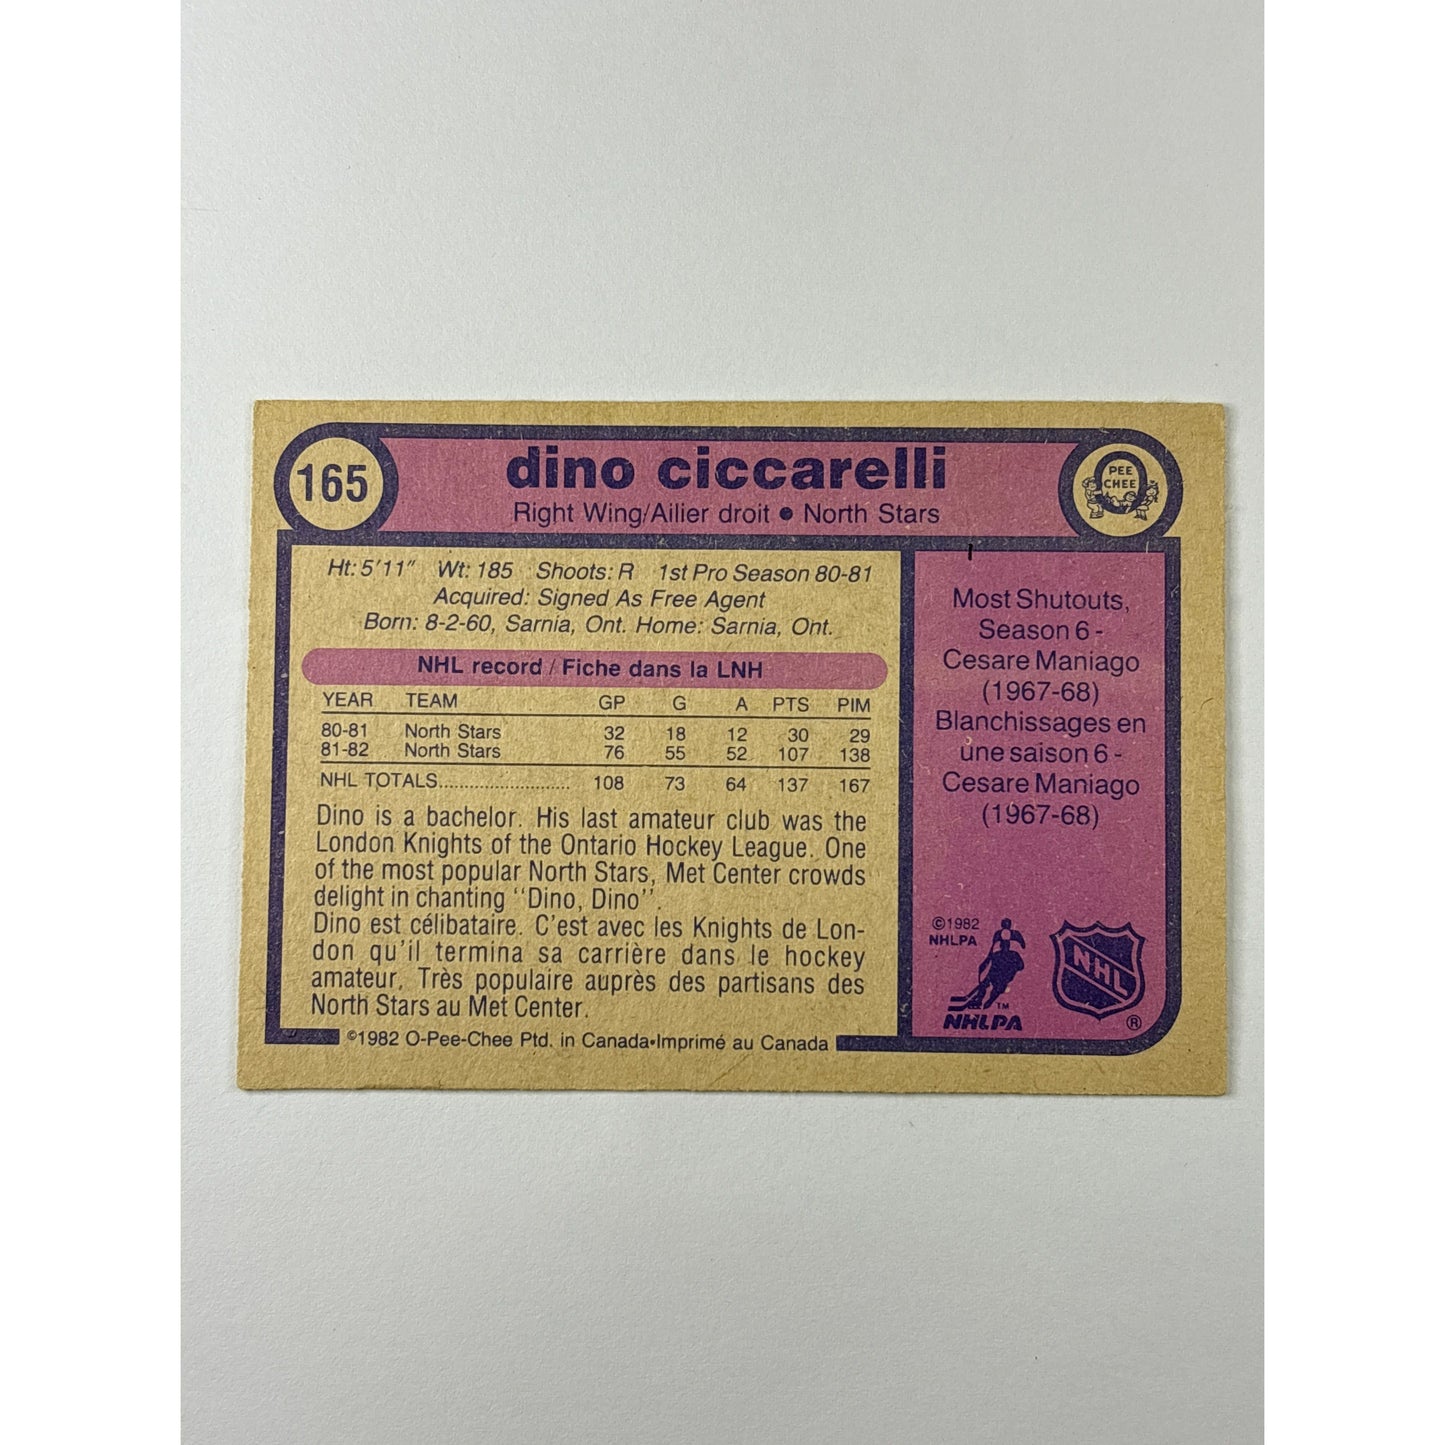 165
dino ciccarelli
Right Wing/Ailier droit • North Stars
PEE
CHEE
Ht: 5'11" Wt: 185 Shoots: R 1st Pro Season 80-81
Acquired: Signed As Free Agent
Born: 8-2-60, Sarnia, Ont. Home: Sarnia, Ont.
NHL record / Fiche dans la LNH
YEAR TEAM GP G A PTS PIM
80-81 North Stars 32 18 12 30 29
81-82 North Stars 76 55 52 107 138
NHL TOTALS.......................... 108 73 64 137 167
Dino is a bachelor. His last amateur club was the
London Knights of the Ontario Hockey League. One
of the most popular North Stars, Met Center crowds
delight in chanting "Dino, Dino".
Dino est célibataire. C'est avec les Knights de Lon-
don qu'il termina sa carrière dans le hockey
amateur. Très populaire auprès des partisans des
North Stars au Met Center.
©1982 O-Pee-Chee Ptd. in Canada•Imprimé au Canada
Most Shutouts,
Season 6 -
Cesare Maniago
(1967-68)
Blanchissages en
une saison 6 -
Cesare Maniago
(1967-68)
©1982
NHLPA
TM
NHLPA
NHL
®